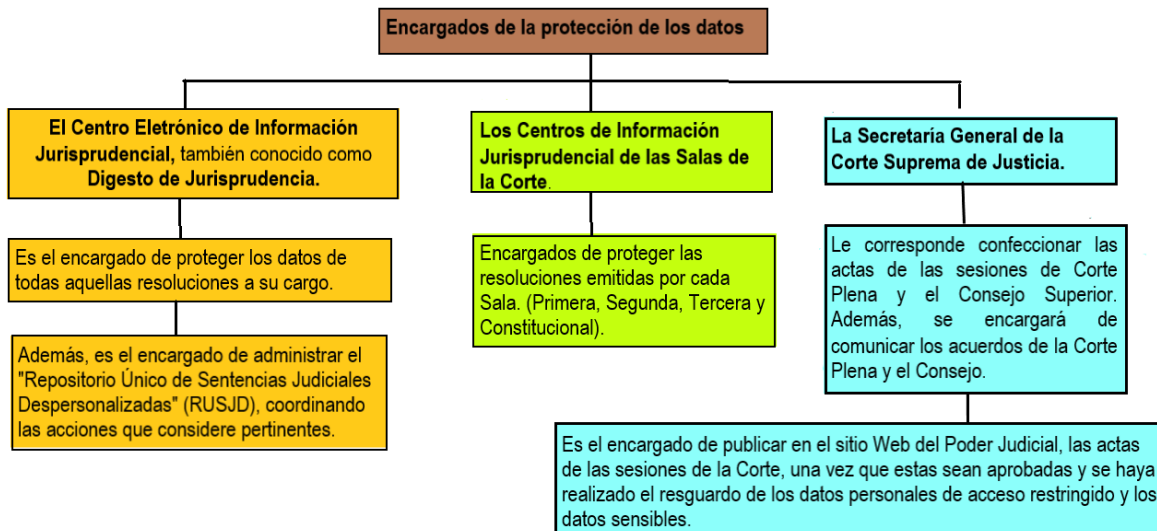 Encargados de la protección de los datos
El Centro Eletrónico de Información
Jurisprudencial, también conocido como
Digesto de Jurisprudencia.
Es el encargado de proteger los datos de
todas aquellas resoluciones a su cargo.
Además, es el encargado de administrar el
"Repositorio Único de Sentencias Judiciales
Despersonalizadas" (RUSJD), coordinando
las acciones que considere pertinentes.
Los Centros de Información
Jurisprudencial de las Salas de
la Corte.
Encargados de proteger las
resoluciones emitidas por cada
Sala. (Primera, Segunda, Tercera y
Constitucional).
La Secretaría General de la
Corte Suprema de Justicia.
Le corresponde confeccionar las
actas de las sesiones de Corte
Plena y el Consejo Superior.
Además, se encargará de
comunicar los acuerdos de la Corte
Plena y el Consejo.
Es el encargado de publicar en el sitio Web del Poder Judicial, las actas
de las sesiones de la Corte, una vez que estas sean aprobadas y se haya
realizado el resguardo de los datos personales de acceso restringido y los
datos sensibles.